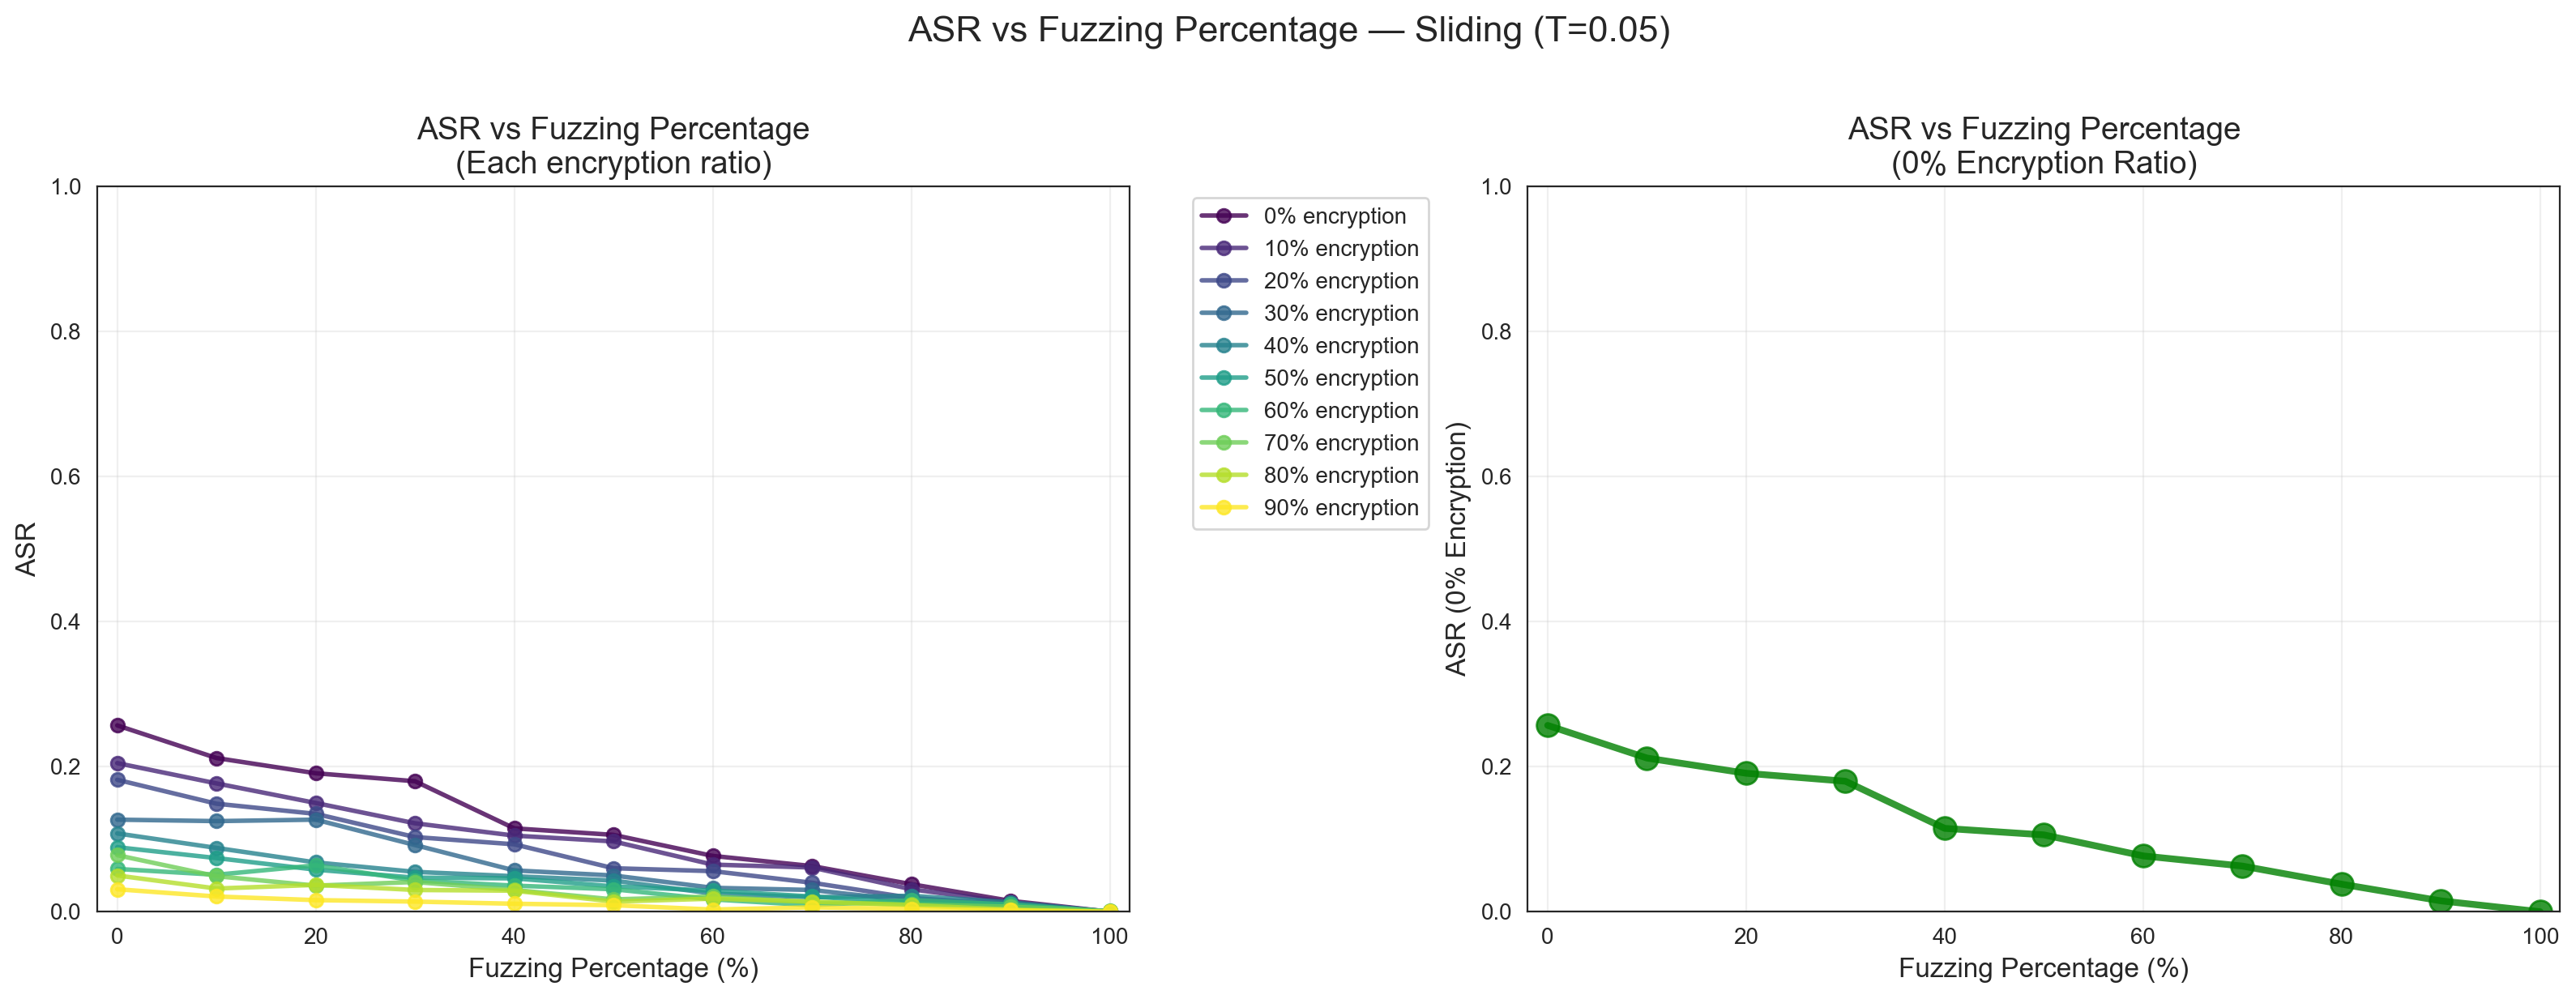 ASR vs Fuzzing Percentage — Sliding (T=0.05)
ASR vs Fuzzing Percentage
(Each encryption ratio)
1.0
0.8
0.6
0.4
0.2
0.0
ASR
0
20
40
60
80
100
Fuzzing Percentage (%)
0% encryption
10% encryption
20% encryption
30% encryption
40% encryption
50% encryption
60% encryption
70% encryption
80% encryption
90% encryption
ASR vs Fuzzing Percentage
(0% Encryption Ratio)
1.0
0.8
0.6
0.4
0.2
0.0
ASR (0% Encryption)
0
20
40
60
80
100
Fuzzing Percentage (%)